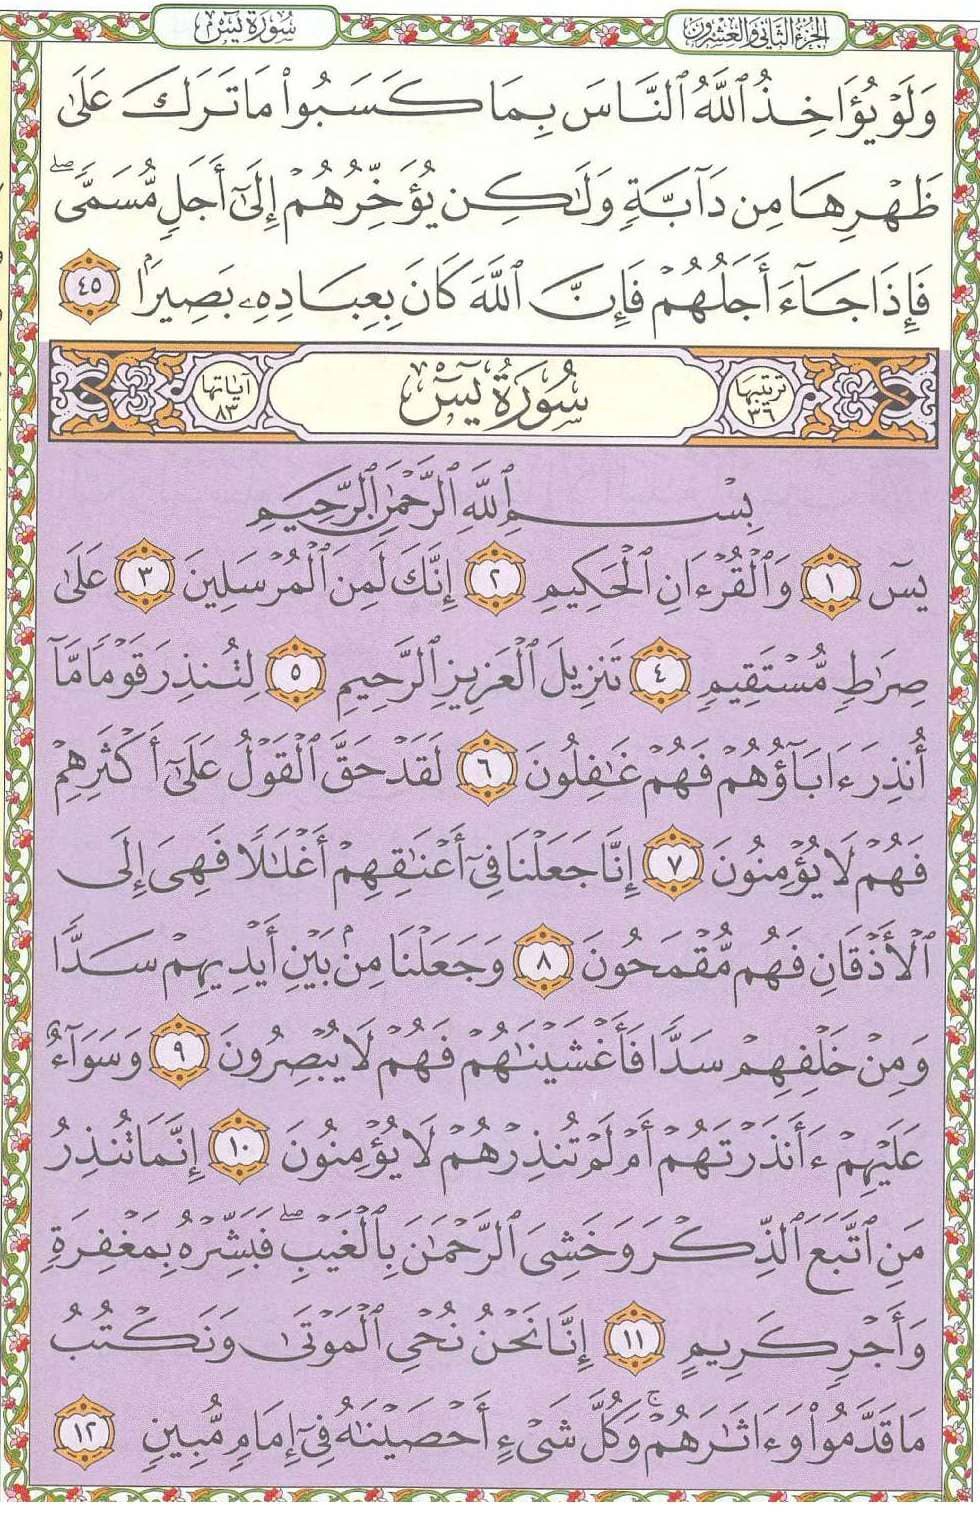 الجزء الثاني والعشرون
سورة يس
وَلَوْ يُؤَاخِذُ ٱللَّهُ ٱلنَّاسَ بِمَا كَسَبُوا۟ مَا تَرَكَ عَلَىٰ
ظَهْرِهَا مِن دَآبَّةٍ وَلَٰكِن يُؤَخِّرُهُمْ إِلَىٰٓ أَجَلٍ مُّسَمًّى ۖ
فَإِذَا جَآءَ أَجَلُهُمْ فَإِنَّ ٱللَّهَ كَانَ بِعِبَادِهِۦ بَصِيرًۢا ٤٥
ترتيبها ٣٦ سُورَةُ يسٓ آياتها ٨٣
بِسْمِ ٱللَّهِ ٱلرَّحْمَٰنِ ٱلرَّحِيمِ
يسٓ ١ وَٱلْقُرْءَانِ ٱلْحَكِيمِ ٢ إِنَّكَ لَمِنَ ٱلْمُرْسَلِينَ ٣ عَلَىٰ
صِرَٰطٍ مُّسْتَقِيمٍ ٤ تَنزِيلَ ٱلْعَزِيزِ ٱلرَّحِيمِ ٥ لِتُنذِرَ قَوْمًا مَّآ
أُنذِرَ ءَابَآؤُهُمْ فَهُمْ غَٰفِلُونَ ٦ لَقَدْ حَقَّ ٱلْقَوْلُ عَلَىٰٓ أَكْثَرِهِمْ
فَهُمْ لَا يُؤْمِنُونَ ٧ إِنَّا جَعَلْنَا فِىٓ أَعْنَٰقِهِمْ أَغْلَٰلًا فَهِىَ إِلَى
ٱلْأَذْقَانِ فَهُم مُّقْمَحُونَ ٨ وَجَعَلْنَا مِنۢ بَيْنِ أَيْدِيهِمْ سَدًّا
وَمِنْ خَلْفِهِمْ سَدًّا فَأَغْشَيْنَٰهُمْ فَهُمْ لَا يُبْصِرُونَ ٩ وَسَوَآءٌ
عَلَيْهِمْ ءَأَنذَرْتَهُمْ أَمْ لَمْ تُنذِرْهُمْ لَا يُؤْمِنُونَ ١٠ إِنَّمَا تُنذِرُ
مَنِ ٱتَّبَعَ ٱلذِّكْرَ وَخَشِىَ ٱلرَّحْمَٰنَ بِٱلْغَيْبِ ۖ فَبَشِّرْهُ بِمَغْفِرَةٍ
وَأَجْرٍ كَرِيمٍ ١١ إِنَّا نَحْنُ نُحْىِ ٱلْمَوْتَىٰ وَنَكْتُبُ
مَا قَدَّمُوا۟ وَءَاثَٰرَهُمْ ۚ وَكُلَّ شَىْءٍ أَحْصَيْنَٰهُ فِىٓ إِمَامٍ مُّبِينٍ ١٢